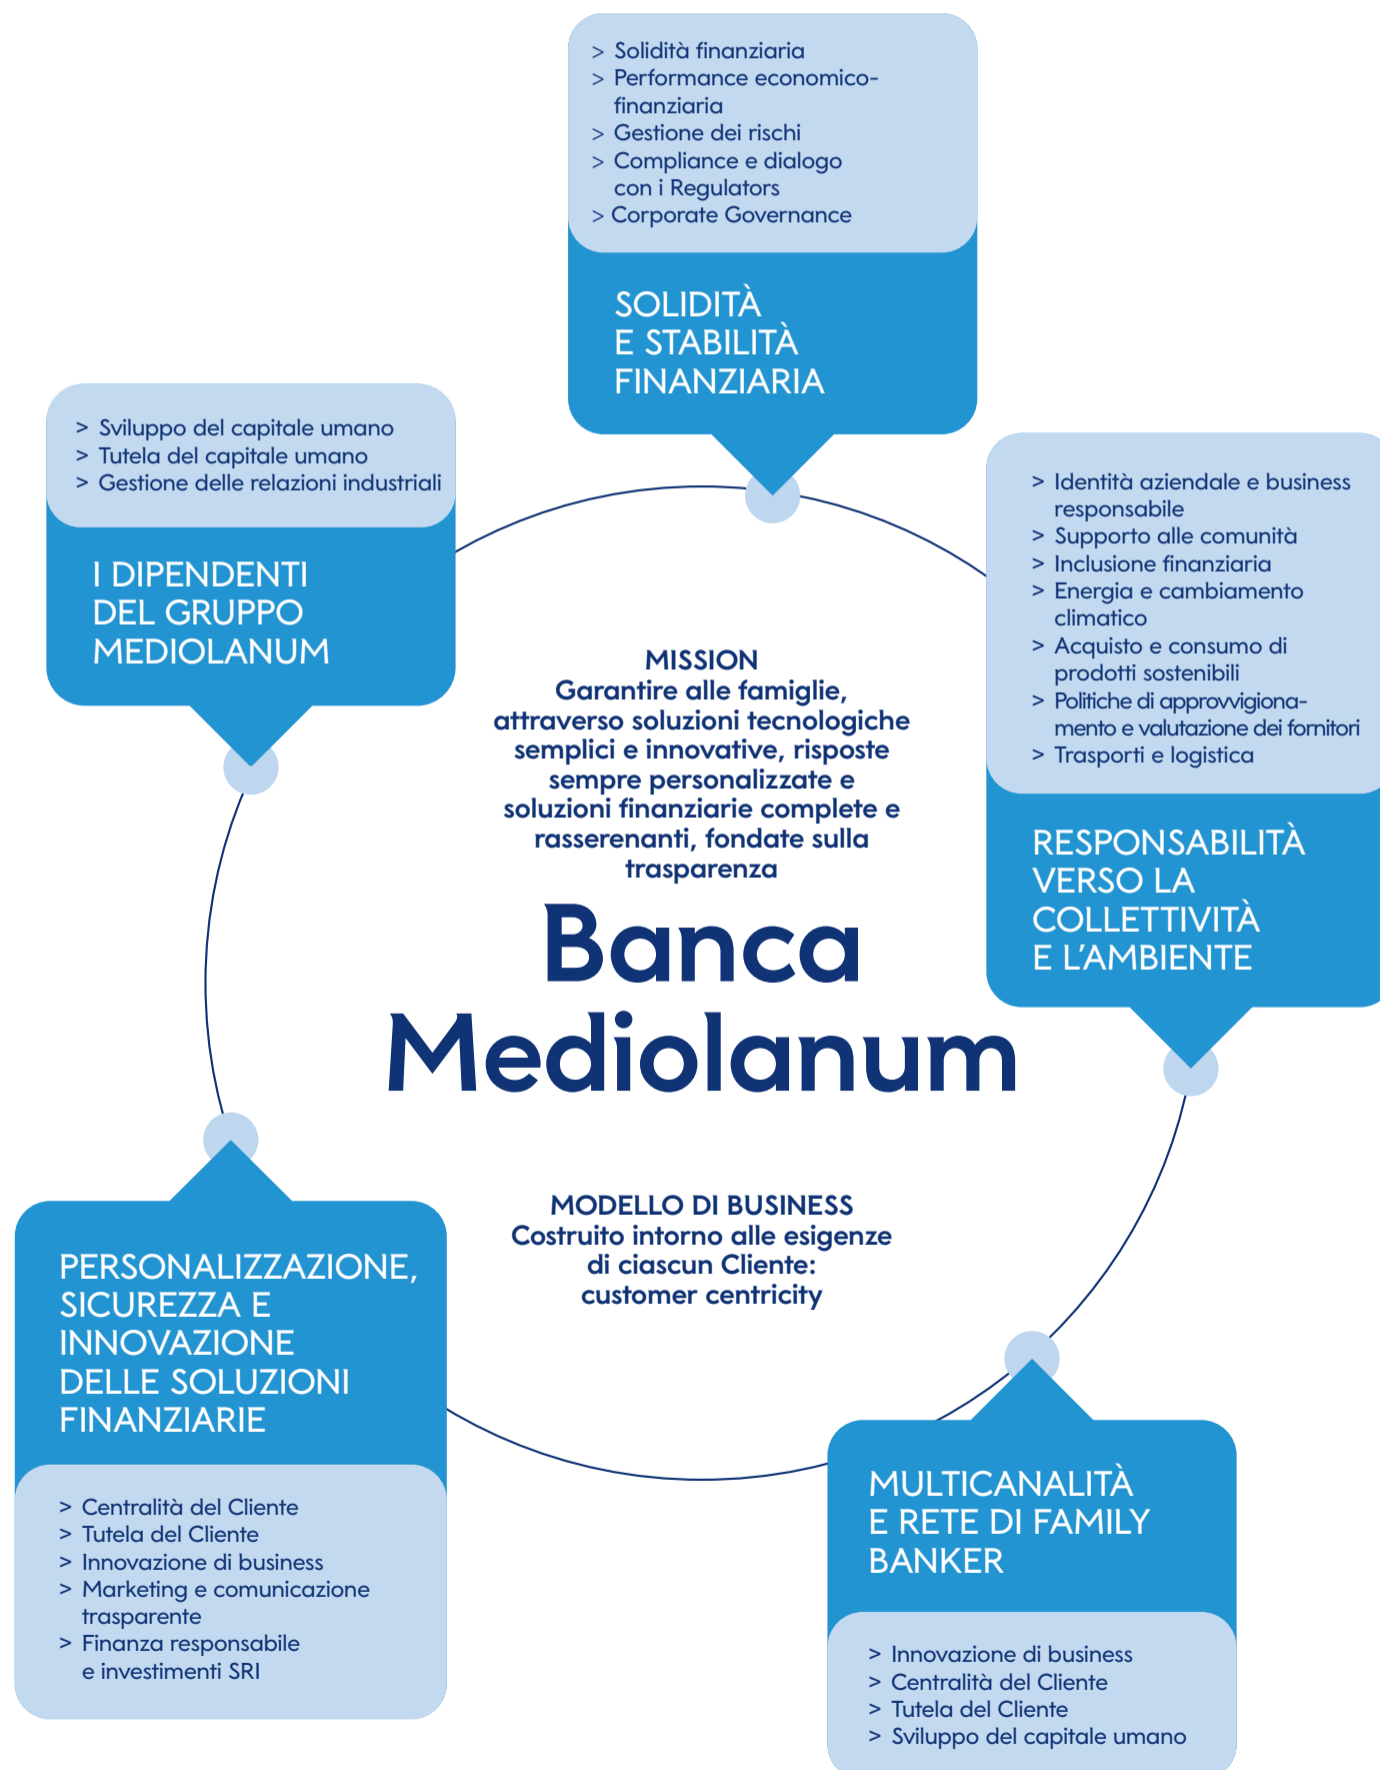 > Solidità finanziaria
> Performance economico-
finanziaria
> Gestione dei rischi
> Compliance e dialogo
con i Regulators
> Corporate Governance
SOLIDITÀ
E STABILITÀ
FINANZIARIA
> Sviluppo del capitale umano
> Tutela del capitale umano
> Gestione delle relazioni industriali
I DIPENDENTI
DEL GRUPPO
MEDIOLANUM
> Identità aziendale e business
responsabile
> Supporto alle comunità
> Inclusione finanziaria
> Energia e cambiamento
climatico
> Acquisto e consumo di
prodotti sostenibili
> Politiche di approvvigiona-
mento e valutazione dei fornitori
> Trasporti e logistica
RESPONSABILITÀ
VERSO LA
COLLETTIVITÀ
E L'AMBIENTE
MISSION
Garantire alle famiglie,
attraverso soluzioni tecnologiche
semplici e innovative, risposte
sempre personalizzate e
soluzioni finanziarie complete e
rasserenanti, fondate sulla
trasparenza
Banca
Mediolanum
MODELLO DI BUSINESS
Costruito intorno alle esigenze
di ciascun Cliente:
customer centricity
PERSONALIZZAZIONE,
SICUREZZA E
INNOVAZIONE
DELLE SOLUZIONI
FINANZIARIE
> Centralità del Cliente
> Tutela del Cliente
> Innovazione di business
> Marketing e comunicazione
trasparente
> Finanza responsabile
e investimenti SRI
MULTICANALITÀ
E RETE DI FAMILY
BANKER
> Innovazione di business
> Centralità del Cliente
> Tutela del Cliente
> Sviluppo del capitale umano